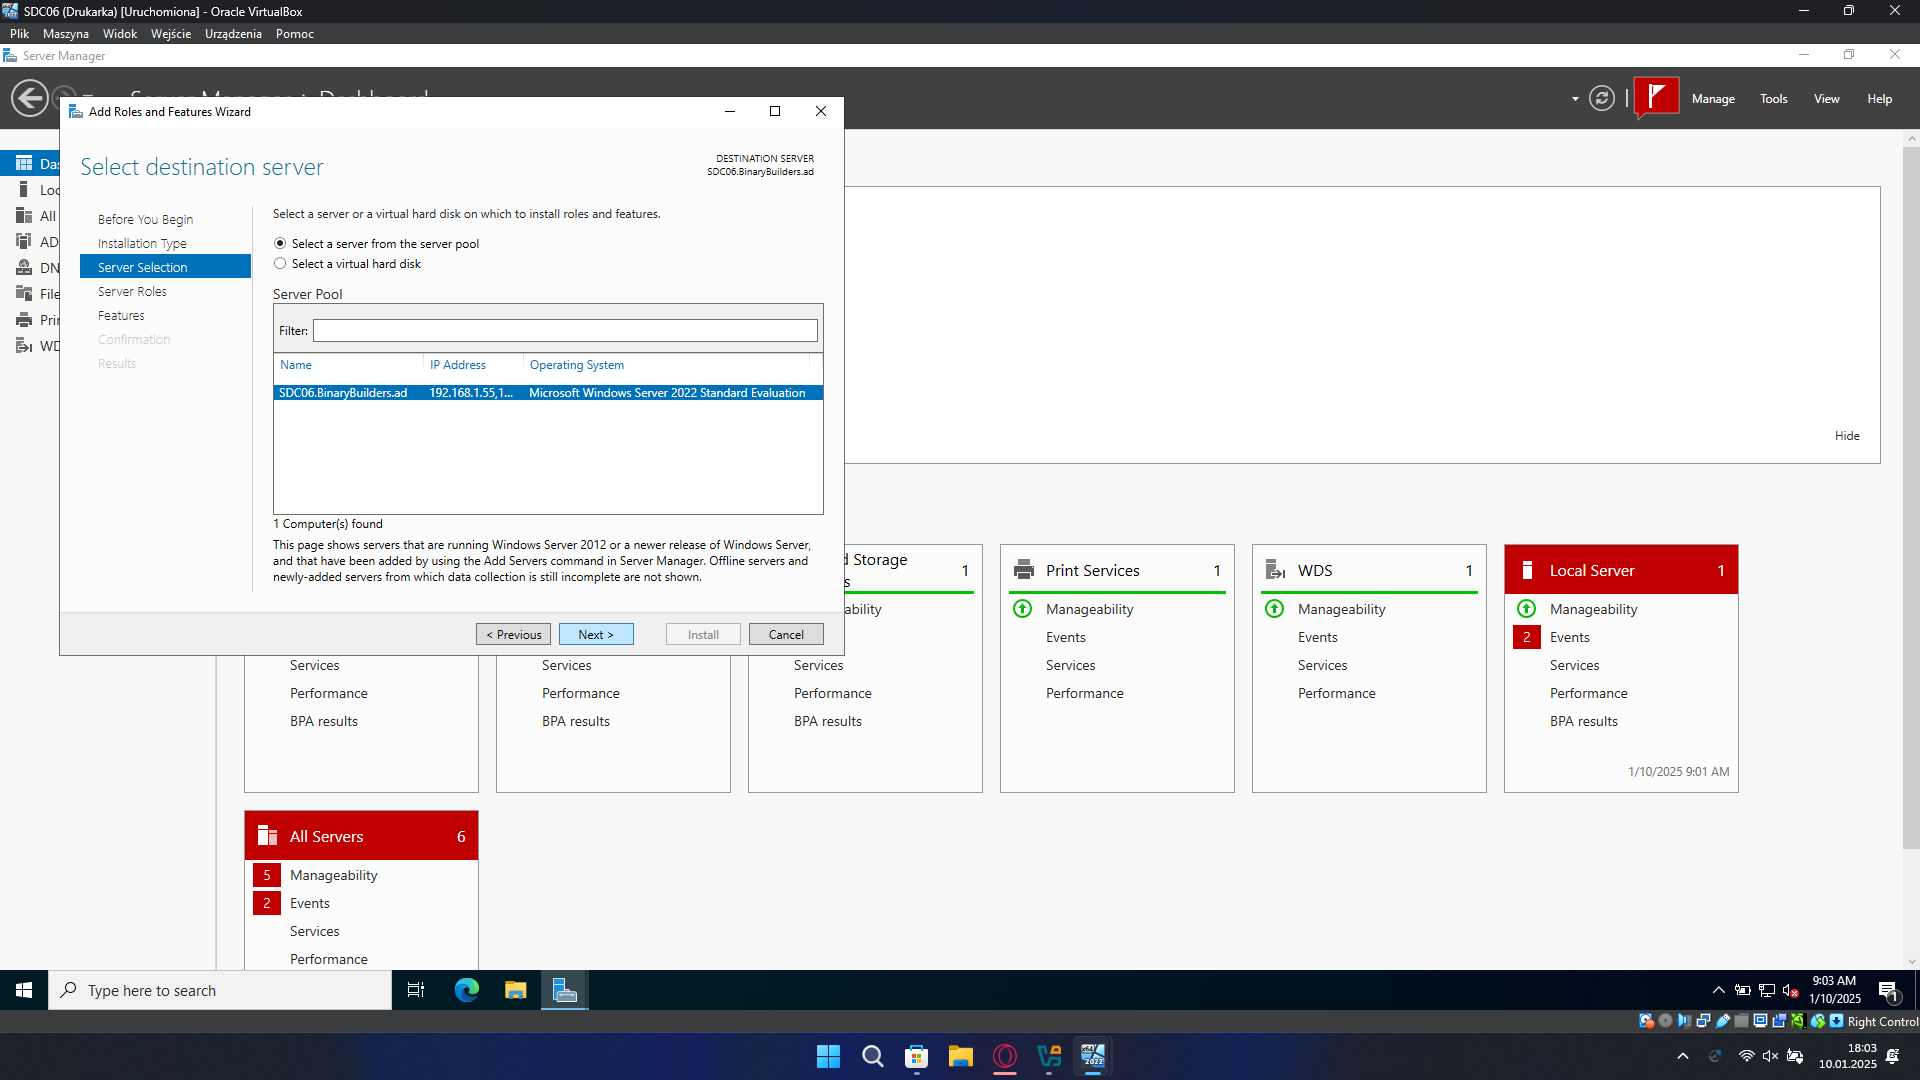 SDC06 (Drukarka) [Uruchomiona] - Oracle VirtualBox
Plik Maszyna Widok Wejście Urządzenia Pomoc
Server Manager
Manage Tools View Help
Add Roles and Features Wizard
Select destination server
DESTINATION SERVER
SDC06.BinaryBuilders.ad
Before You Begin
Installation Type
Server Selection
Server Roles
Features
Confirmation
Results
Select a server or a virtual hard disk on which to install roles and features.
Select a server from the server pool
Select a virtual hard disk
Server Pool
Filter:
Name IP Address Operating System
SDC06.BinaryBuilders.ad 192.168.1.55,1... Microsoft Windows Server 2022 Standard Evaluation
1 Computer(s) found
This page shows servers that are running Windows Server 2012 or a newer release of Windows Server,
and that have been added by using the Add Servers command in Server Manager. Offline servers and
newly-added servers from which data collection is still incomplete are not shown.
< Previous Next > Install Cancel
Das
Loc
All
AD
DN
File
Prin
WD
Hide
Services
Performance
BPA results
Services
Performance
BPA results
d Storage 1
s
ability
Services
Performance
BPA results
Print Services 1
Manageability
Events
Services
Performance
WDS 1
Manageability
Events
Services
Performance
Local Server 1
Manageability
2 Events
Services
Performance
BPA results
1/10/2025 9:01 AM
All Servers 6
5 Manageability
2 Events
Services
Performance
Type here to search
9:03 AM
1/10/2025
1
Right Control
x64
2022
18:03
10.01.2025